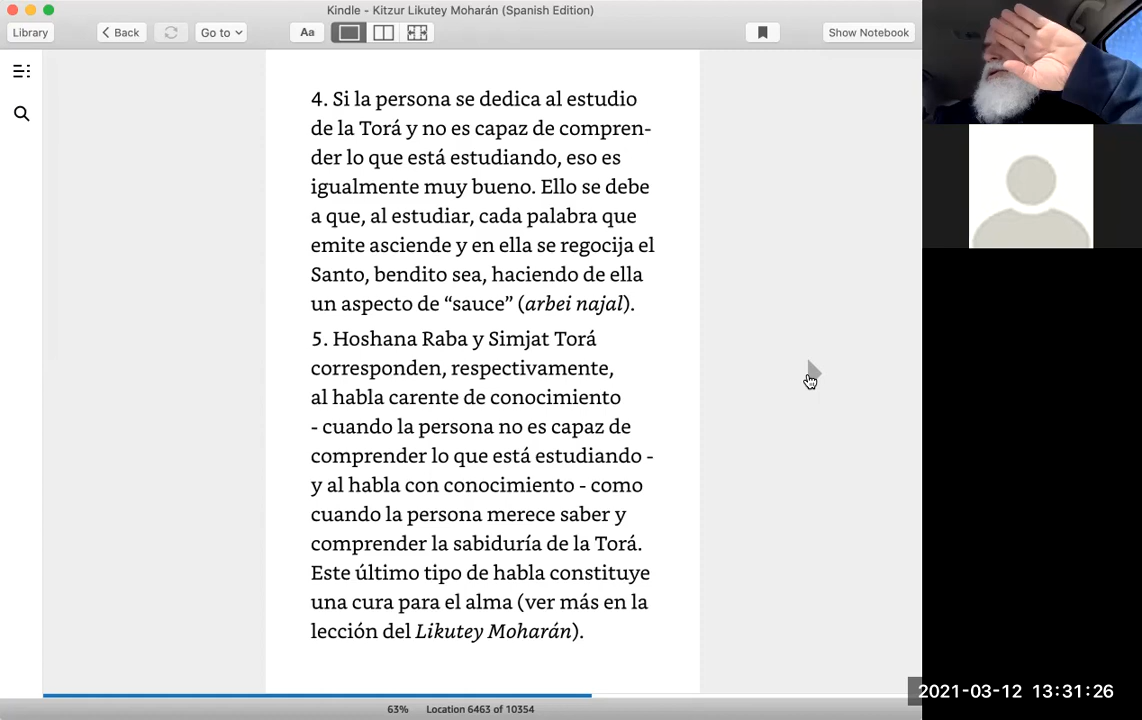 Kindle - Kitzur Likutey Moharán (Spanish Edition)
Library
Back
Go to
Aa
Show Notebook
4. Si la persona se dedica al estudio
de la Torá y no es capaz de compren-
der lo que está estudiando, eso es
igualmente muy bueno. Ello se debe
a que, al estudiar, cada palabra que
emite asciende y en ella se regocija el
Santo, bendito sea, haciendo de ella
un aspecto de “sauce” (arbei najal).
5. Hoshana Raba y Simjat Torá
corresponden, respectivamente,
al habla carente de conocimiento
- cuando la persona no es capaz de
comprender lo que está estudiando -
y al habla con conocimiento - como
cuando la persona merece saber y
comprender la sabiduría de la Torá.
Este último tipo de habla constituye
una cura para el alma (ver más en la
lección del Likutey Moharán).
2021-03-12 13:31:26
63% Location 6463 of 10354